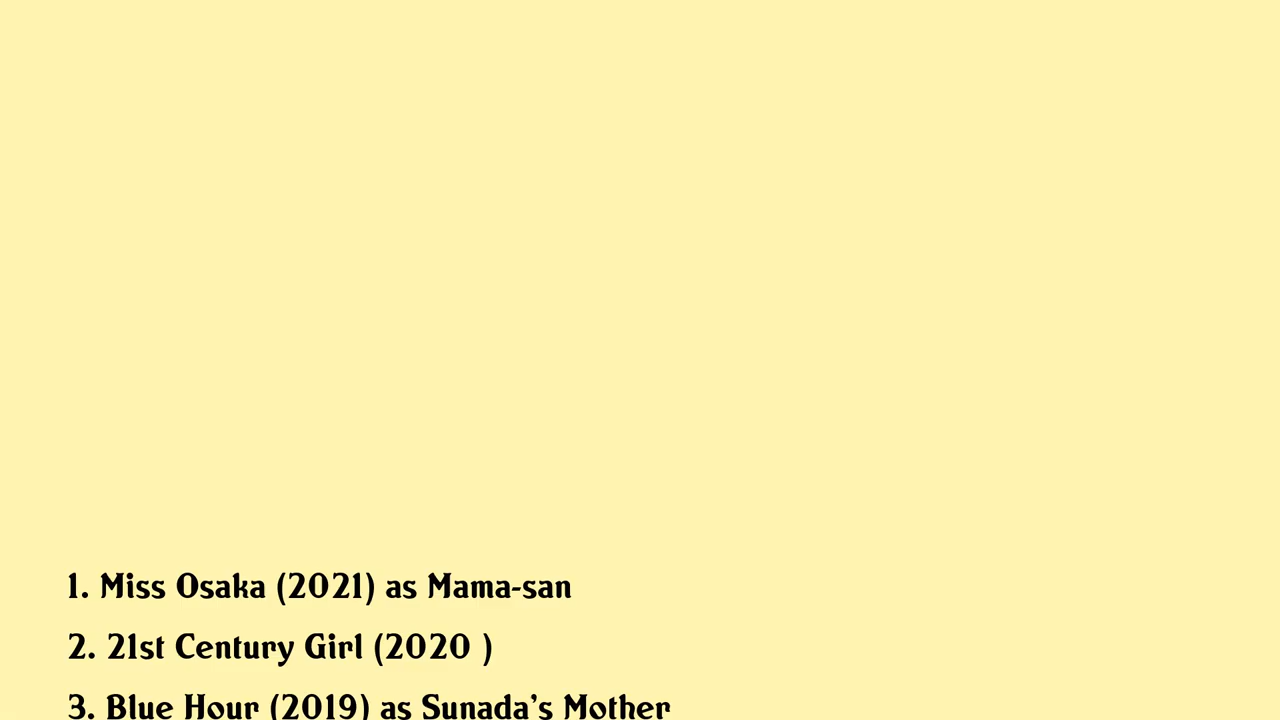 1. Miss Osaka (2021) as Mama-san
2. 21st Century Girl (2020 )
3. Blue Hour (2019) as Sunada's Mother